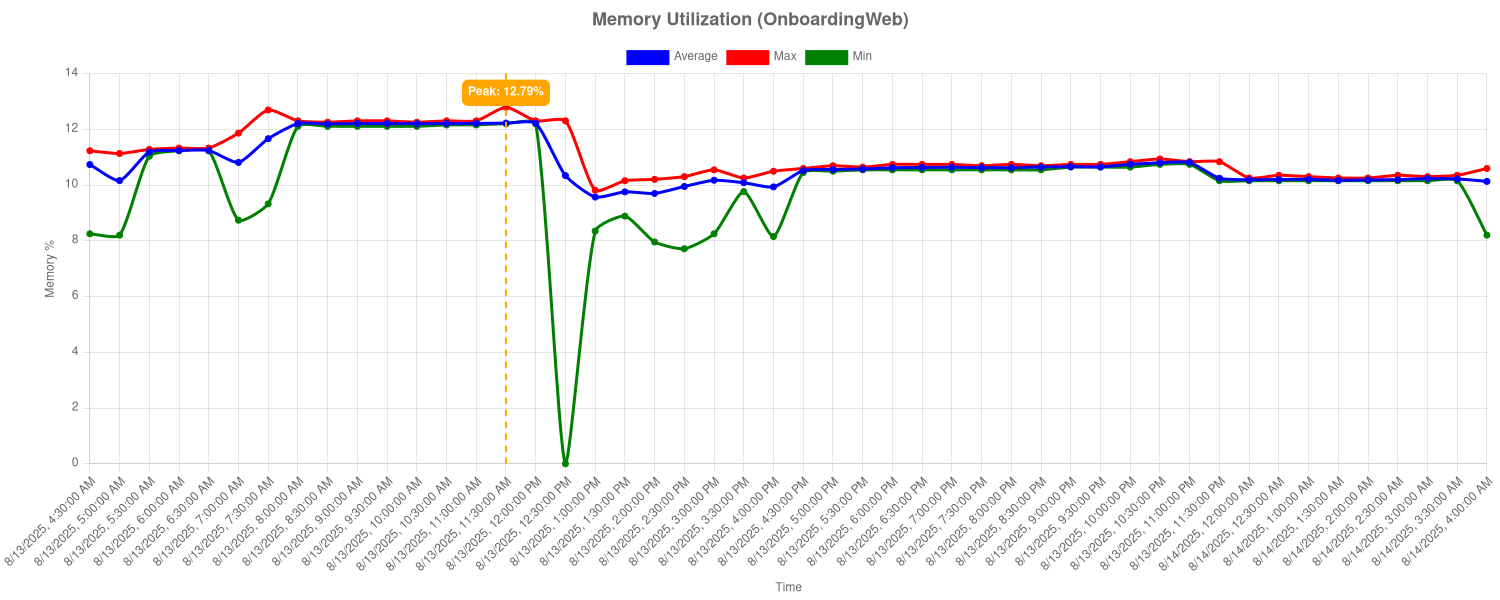 Memory Utilization (OnboardingWeb)
Average Max Min
Peak: 12.79%
Memory %
14
12
10
8
6
4
2
0
8/13/2025, 4:30:00 AM
8/13/2025, 5:00:00 AM
8/13/2025, 5:30:00 AM
8/13/2025, 6:00:00 AM
8/13/2025, 6:30:00 AM
8/13/2025, 7:00:00 AM
8/13/2025, 7:30:00 AM
8/13/2025, 8:00:00 AM
8/13/2025, 8:30:00 AM
8/13/2025, 9:00:00 AM
8/13/2025, 9:30:00 AM
8/13/2025, 10:00:00 AM
8/13/2025, 10:30:00 AM
8/13/2025, 11:00:00 AM
8/13/2025, 11:30:00 AM
8/13/2025, 12:00:00 PM
8/13/2025, 12:30:00 PM
8/13/2025, 1:00:00 PM
8/13/2025, 1:30:00 PM
8/13/2025, 2:00:00 PM
8/13/2025, 2:30:00 PM
8/13/2025, 3:00:00 PM
8/13/2025, 3:30:00 PM
8/13/2025, 4:00:00 PM
8/13/2025, 4:30:00 PM
8/13/2025, 5:00:00 PM
8/13/2025, 5:30:00 PM
8/13/2025, 6:00:00 PM
8/13/2025, 6:30:00 PM
8/13/2025, 7:00:00 PM
8/13/2025, 7:30:00 PM
8/13/2025, 8:00:00 PM
8/13/2025, 8:30:00 PM
8/13/2025, 9:00:00 PM
8/13/2025, 9:30:00 PM
8/13/2025, 10:00:00 PM
8/13/2025, 10:30:00 PM
8/13/2025, 11:00:00 PM
8/13/2025, 11:30:00 PM
8/14/2025, 12:00:00 AM
8/14/2025, 12:30:00 AM
8/14/2025, 1:00:00 AM
8/14/2025, 1:30:00 AM
8/14/2025, 2:00:00 AM
8/14/2025, 2:30:00 AM
8/14/2025, 3:00:00 AM
8/14/2025, 3:30:00 AM
8/14/2025, 4:00:00 AM
Time